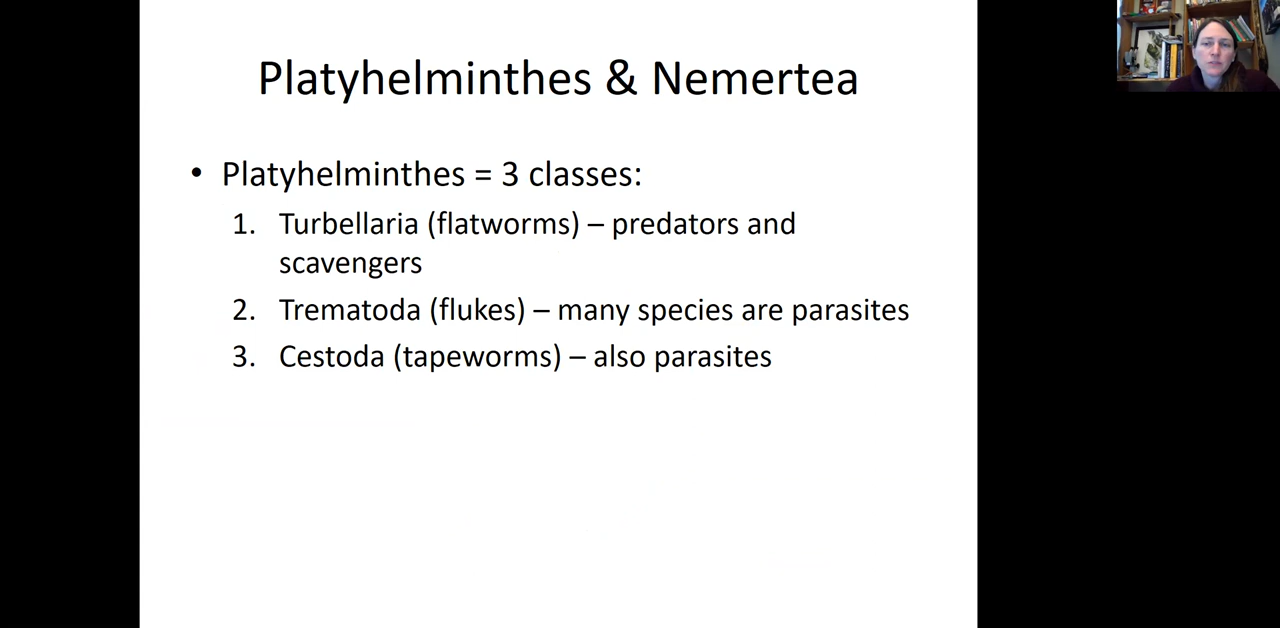 Platyhelminthes & Nemertea
• Platyhelminthes = 3 classes:
1. Turbellaria (flatworms) – predators and
scavengers
2. Trematoda (flukes) – many species are parasites
3. Cestoda (tapeworms) – also parasites